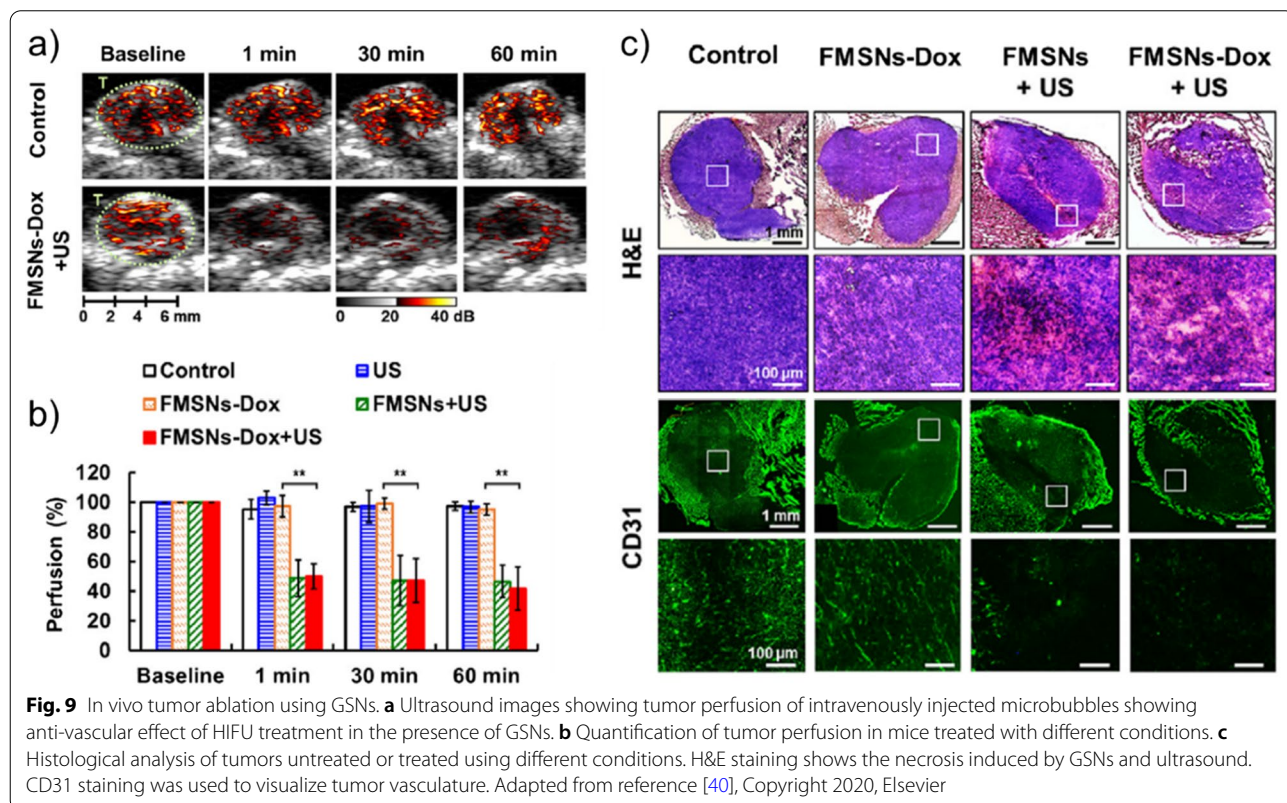 a)
Baseline 1 min 30 min 60 min
T
Control
T
FMSNs-Dox
+US
0 2 4 6 mm
0 20 40 dB
b)
Control US
FMSNs-Dox FMSNs+US
FMSNs-Dox+US
Perfusion (%)
120
100
80
60
40
20
0
** ** **
Baseline 1 min 30 min 60 min
c)
Control FMSNs-Dox FMSNs
+ US FMSNs-Dox
+ US
H&E
1 mm
100 µm
CD31
1 mm
100 µm
Fig. 9 In vivo tumor ablation using GSNs. a Ultrasound images showing tumor perfusion of intravenously injected microbubbles showing
anti-vascular effect of HIFU treatment in the presence of GSNs. b Quantification of tumor perfusion in mice treated with different conditions. c
Histological analysis of tumors untreated or treated using different conditions. H&E staining shows the necrosis induced by GSNs and ultrasound.
CD31 staining was used to visualize tumor vasculature. Adapted from reference [40], Copyright 2020, Elsevier